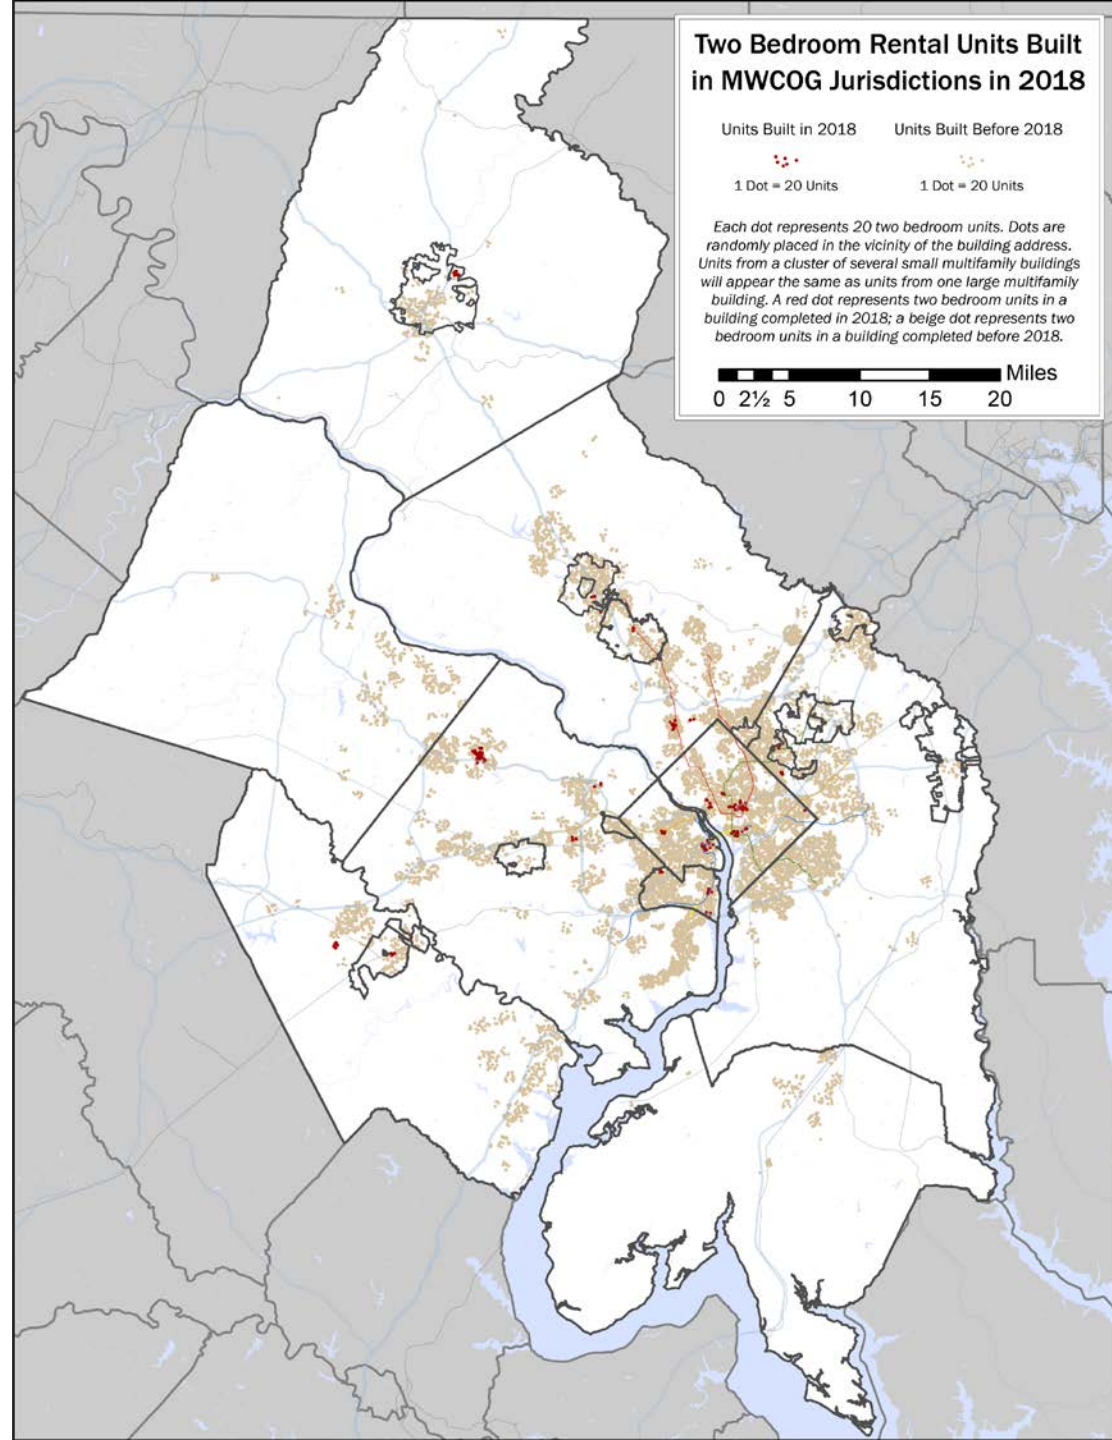 Two Bedroom Rental Units Built
in MWCOG Jurisdictions in 2018
Units Built in 2018 Units Built Before 2018
1 Dot = 20 Units 1 Dot = 20 Units
Each dot represents 20 two bedroom units. Dots are
randomly placed in the vicinity of the building address.
Units from a cluster of several small multifamily buildings
will appear the same as units from one large multifamily
building. A red dot represents two bedroom units in a
building completed in 2018; a beige dot represents two
bedroom units in a building completed before 2018.
Miles
0 2½ 5 10 15 20